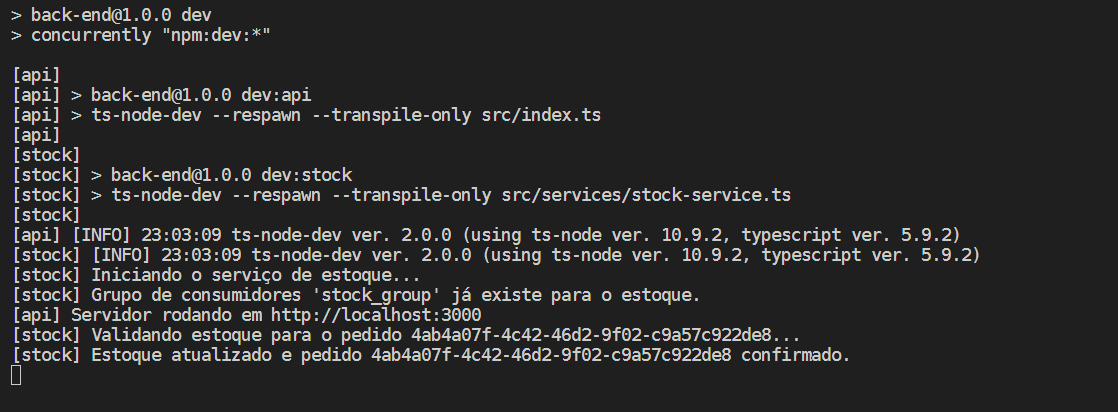 > back-end@1.0.0 dev
> concurrently "npm:dev:*"
[api]
[api] > back-end@1.0.0 dev:api
[api] > ts-node-dev --respawn --transpile-only src/index.ts
[api]
[stock]
[stock] > back-end@1.0.0 dev:stock
[stock] > ts-node-dev --respawn --transpile-only src/services/stock-service.ts
[stock]
[api] [INFO] 23:03:09 ts-node-dev ver. 2.0.0 (using ts-node ver. 10.9.2, typescript ver. 5.9.2)
[stock] [INFO] 23:03:09 ts-node-dev ver. 2.0.0 (using ts-node ver. 10.9.2, typescript ver. 5.9.2)
[stock] Iniciando o serviço de estoque...
[stock] Grupo de consumidores 'stock_group' já existe para o estoque.
[api] Servidor rodando em http://localhost:3000
[stock] Validando estoque para o pedido 4ab4a07f-4c42-46d2-9f02-c9a57c922de8...
[stock] Estoque atualizado e pedido 4ab4a07f-4c42-46d2-9f02-c9a57c922de8 confirmado.